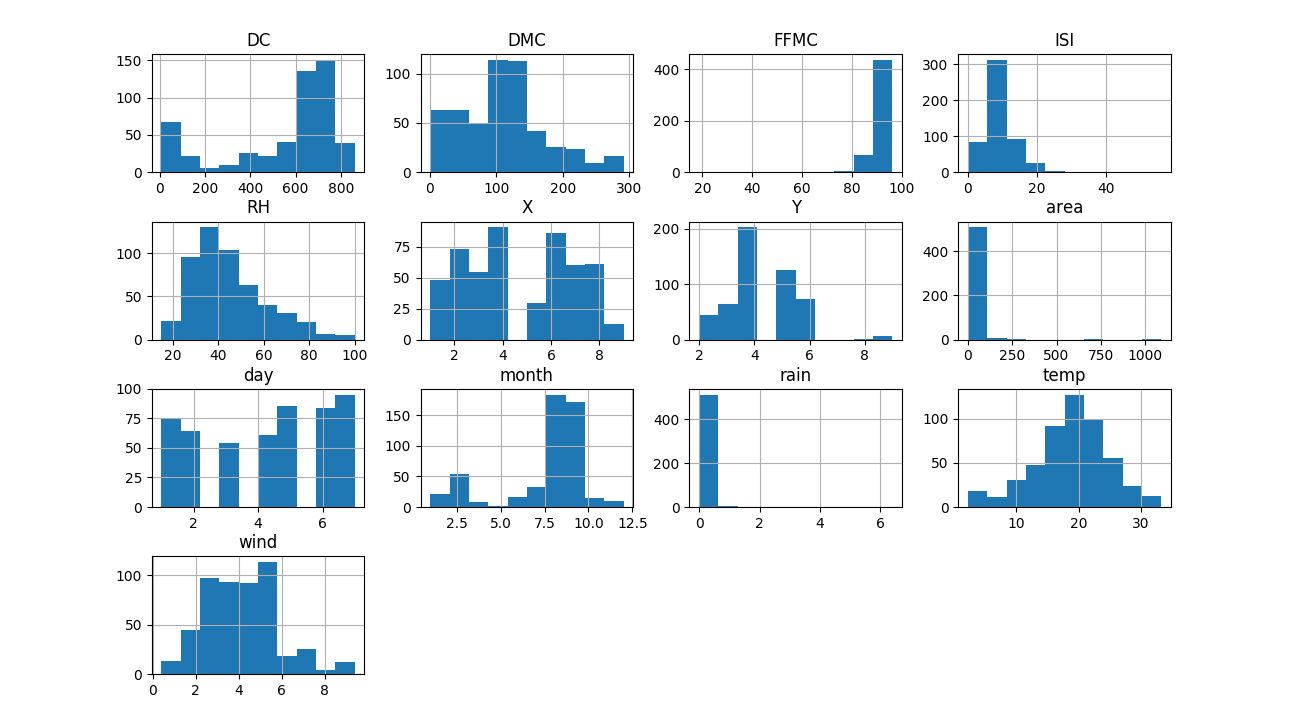 DC DMC FFMC ISI
150 100 50 0
100 50 0
400 200 0
300 200 100 0
0 200 400 600 800
0 100 200 300
20 40 60 80 100
0 20 40
RH X Y area
100 50 0
75 50 25 0
200 100 0
400 200 0
20 40 60 80 100
2 4 6 8
2 4 6 8
0 250 500 750 1000
day month rain temp
100 75 50 25 0
150 100 50 0
400 200 0
100 50 0
2 4 6
2.5 5.0 7.5 10.0 12.5
0 2 4 6
10 20 30
wind
100 50 0
0 2 4 6 8